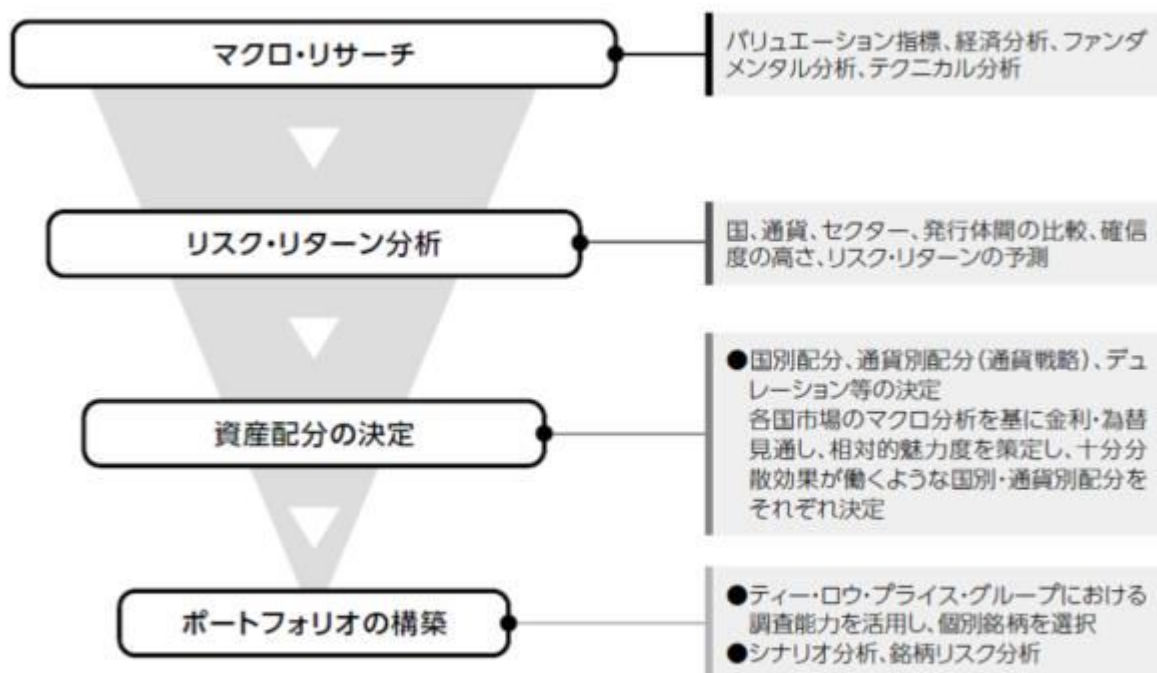 マクロ・リサーチ
バリュエーション指標、経済分析、ファンダ
メンタル分析、テクニカル分析
リスク・リターン分析
国、通貨、セクター、発行体間の比較、確信
度の高さ、リスク・リターンの予測
資産配分の決定
●国別配分、通貨別配分(通貨戦略)、デュ
レーション等の決定
各国市場のマクロ分析を基に金利・為替
見通し、相対的魅力度を策定し、十分分
散効果が働くような国別・通貨別配分を
それぞれ決定
ポートフォリオの構築
●ティー・ロウ・プライス・グループにおける
調査能力を活用し、個別銘柄を選択
●シナリオ分析、銘柄リスク分析